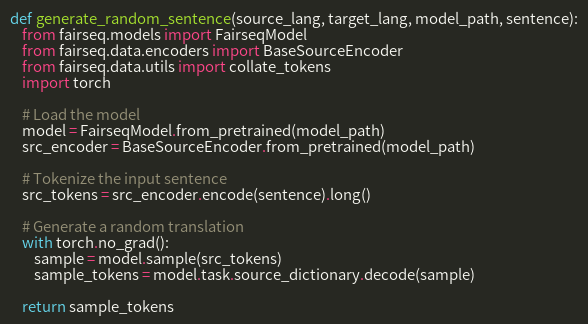 def generate_random_sentence(source_lang, target_lang, model_path, sentence):
from fairseq.models import FairseqModel
from fairseq.data.encoders import BaseSourceEncoder
from fairseq.data.utils import collate_tokens
import torch
# Load the model
model = FairseqModel.from_pretrained(model_path)
src_encoder = BaseSourceEncoder.from_pretrained(model_path)
# Tokenize the input sentence
src_tokens = src_encoder.encode(sentence).long()
# Generate a random translation
with torch.no_grad():
sample = model.sample(src_tokens)
sample_tokens = model.task.source_dictionary.decode(sample)
return sample_tokens